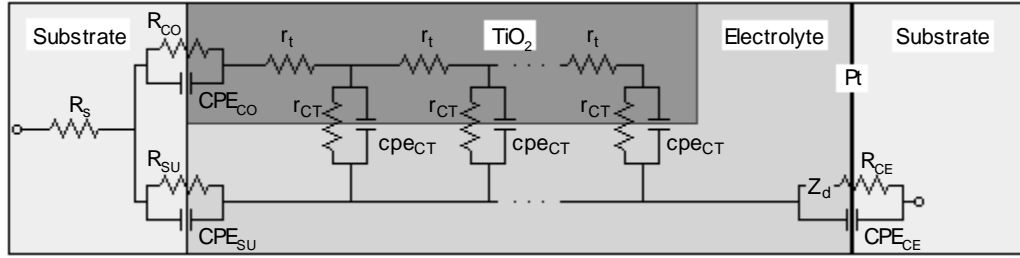 R_CO
Substrate
r_t
r_t
TiO_2
r_t
Electrolyte
Substrate
Pt
CPE_CO
R_s
r_CT
r_CT
r_CT
cpe_CT
cpe_CT
cpe_CT
R_SU
R_CE
Z_d
CPE_SU
CPE_CE